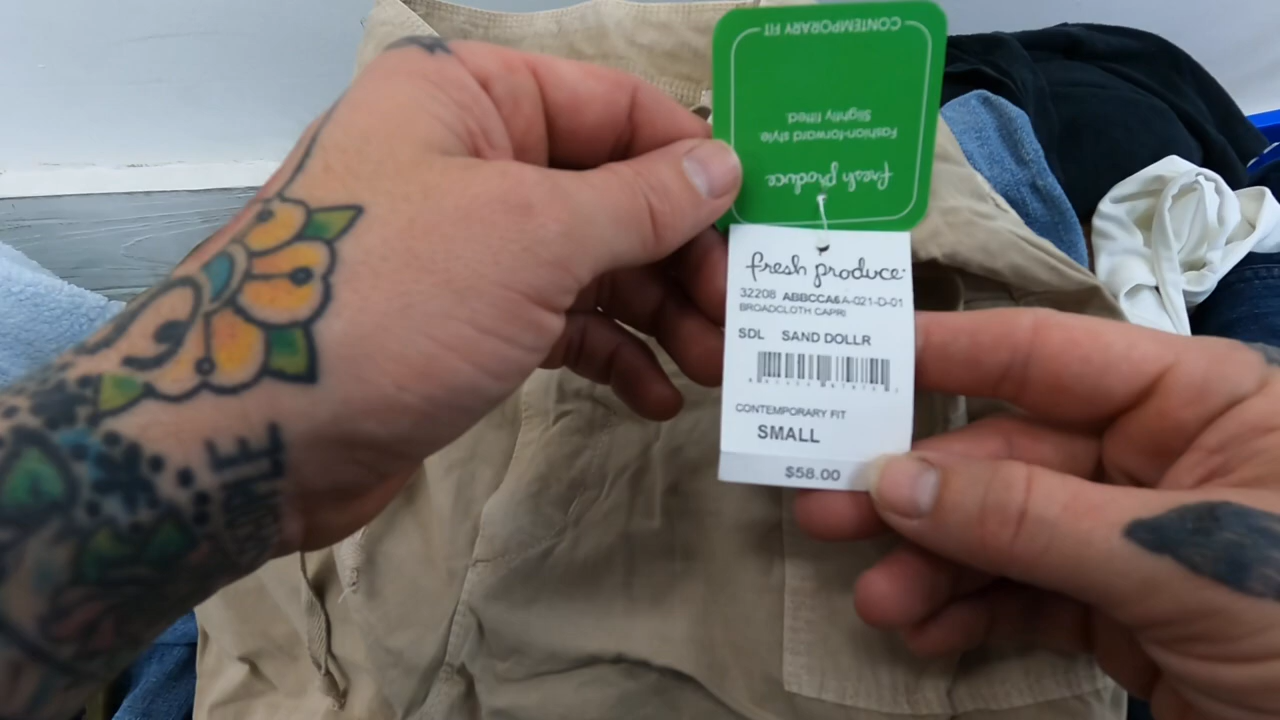 CONTEMPORARY FIT
Slightly fitted.
Fashion-forward style
fresh produce
fresh produce
32208 ABBCCA6A-021-D-01
BROADCLOTH CAPRI
SDL SAND DOLLR
CONTEMPORARY FIT
SMALL
$58.00